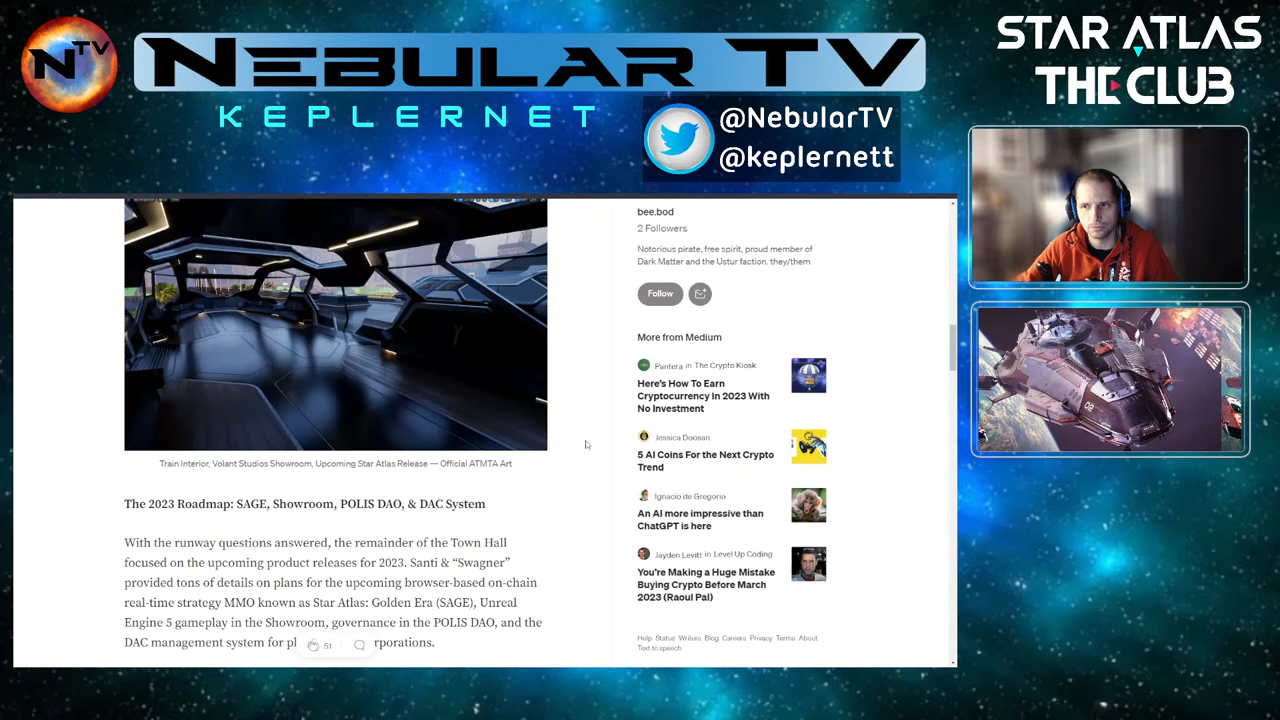 NTV
NEBULAR TV
KEPLERNET
@NebularTV
@keplernett
STAR ATLAS
THE CLUB
Train Interior, Volant Studios Showroom, Upcoming Star Atlas Release — Official ATMTA Art
The 2023 Roadmap: SAGE, Showroom, POLIS DAO, & DAC System
With the runway questions answered, the remainder of the Town Hall
focused on the upcoming product releases for 2023. Santi & “Swagner”
provided tons of details on plans for the upcoming browser-based on-chain
real-time strategy MMO known as Star Atlas: Golden Era (SAGE), Unreal
Engine 5 gameplay in the Showroom, governance in the POLIS DAO, and the
DAC management system for pl rporations.
51
bee.bod
2 Followers
Notorious pirate, free spirit, proud member of
Dark Matter and the Ustur faction. they/them
Follow
More from Medium
Pantera in The Crypto Kiosk
Here's How To Earn
Cryptocurrency In 2023 With
No Investment
Jessica Doosan
5 AI Coins For the Next Crypto
Trend
Ignacio de Gregorio
An AI more impressive than
ChatGPT is here
Jayden Levitt in Level Up Coding
You're Making a Huge Mistake
Buying Crypto Before March
2023 (Raoul Pal)
Help Status Writers Blog Careers Privacy Terms About
Text to speech
02